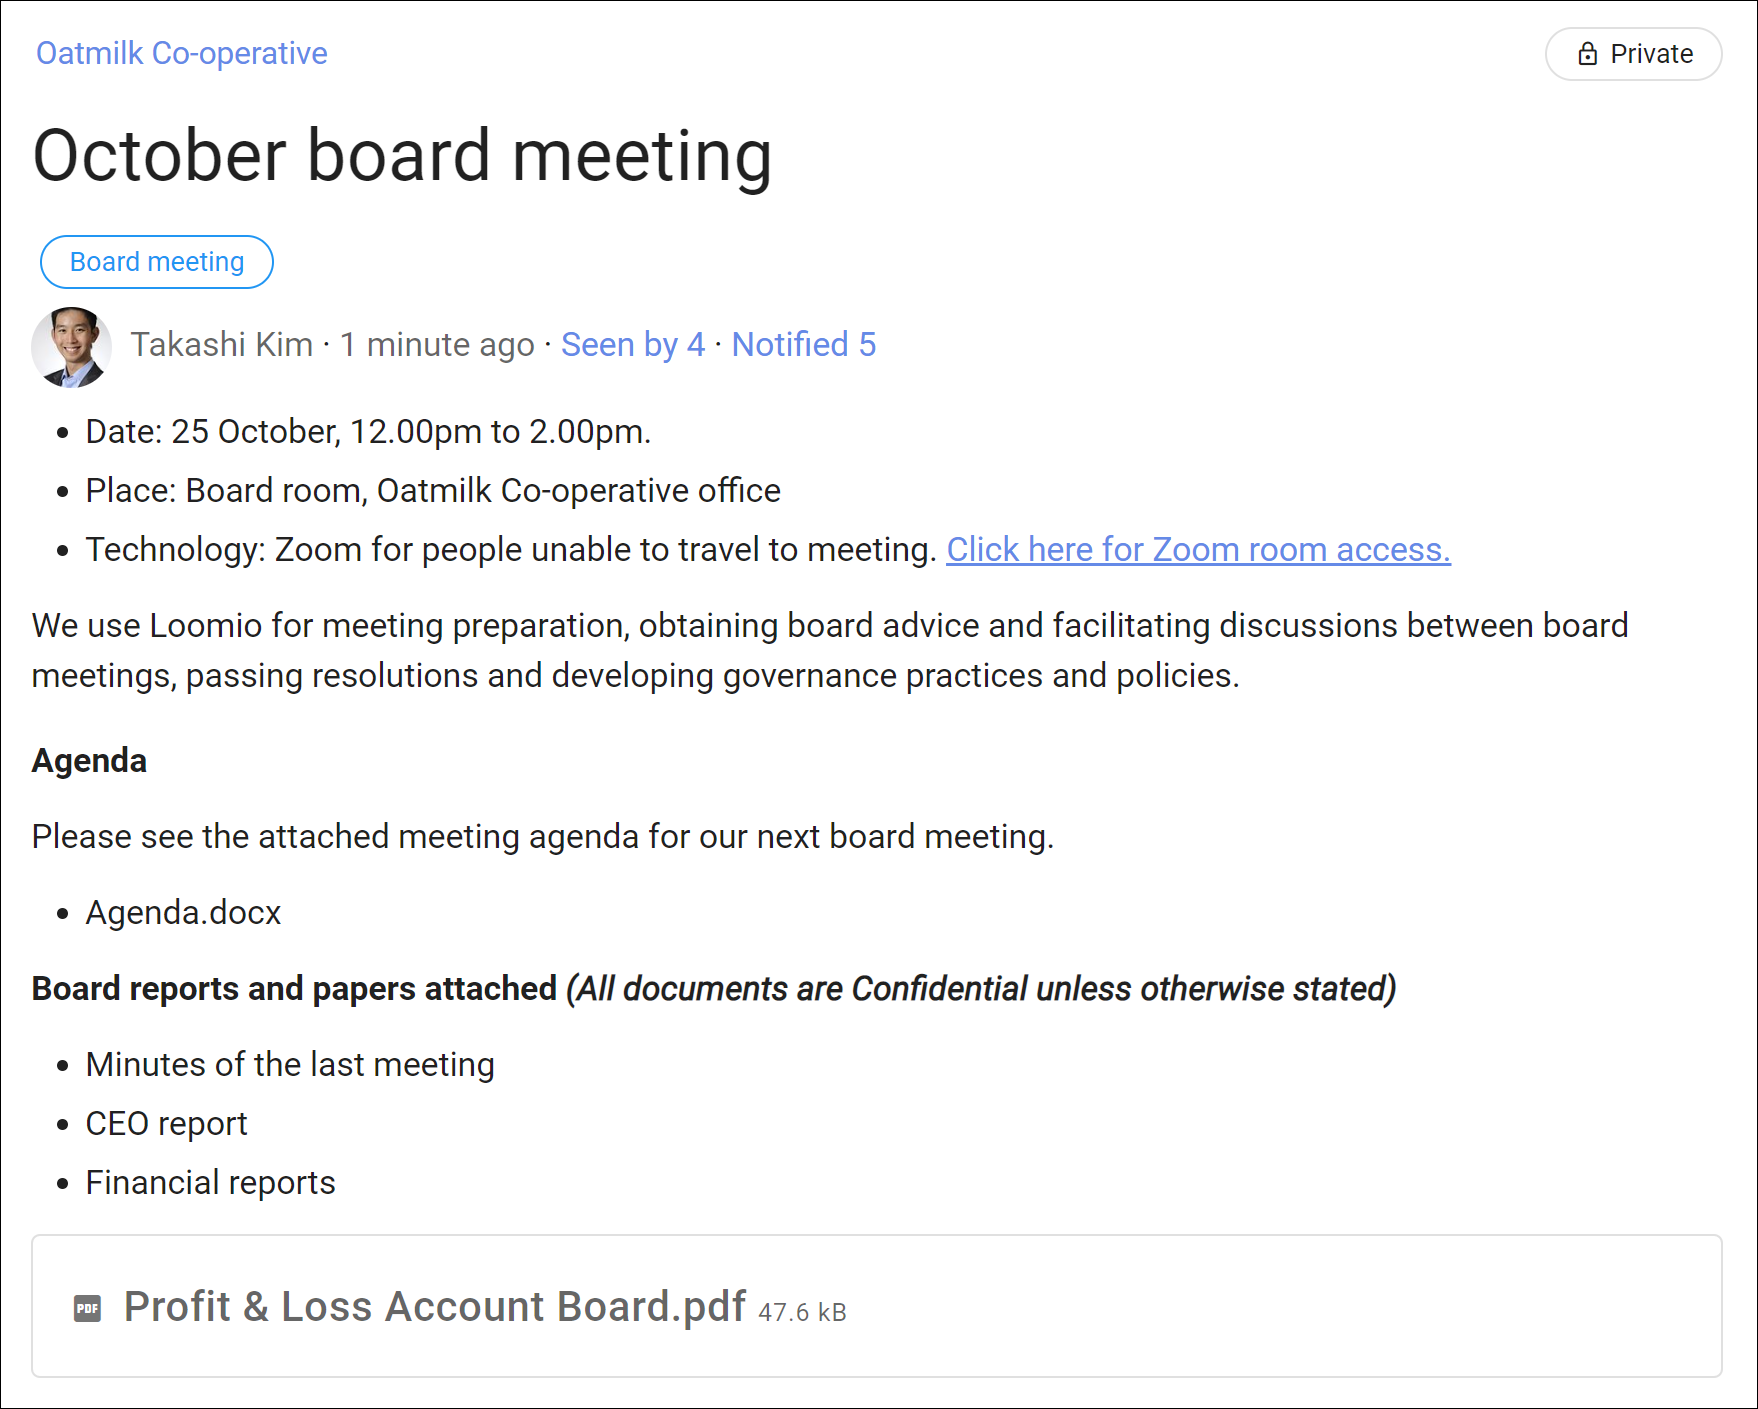 Oatmilk Co-operative
Private
October board meeting
Board meeting
Takashi Kim · 1 minute ago · Seen by 4 · Notified 5
• Date: 25 October, 12.00pm to 2.00pm.
• Place: Board room, Oatmilk Co-operative office
• Technology: Zoom for people unable to travel to meeting. Click here for Zoom room access.
We use Loomio for meeting preparation, obtaining board advice and facilitating discussions between board
meetings, passing resolutions and developing governance practices and policies.
Agenda
Please see the attached meeting agenda for our next board meeting.
• Agenda.docx
Board reports and papers attached (All documents are Confidential unless otherwise stated)
• Minutes of the last meeting
• CEO report
• Financial reports
PDF Profit & Loss Account Board.pdf 47.6 kB